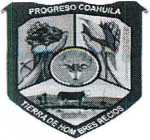 PROGRESO COAHUILA
TIERRA DE HOMBRES RECIOS